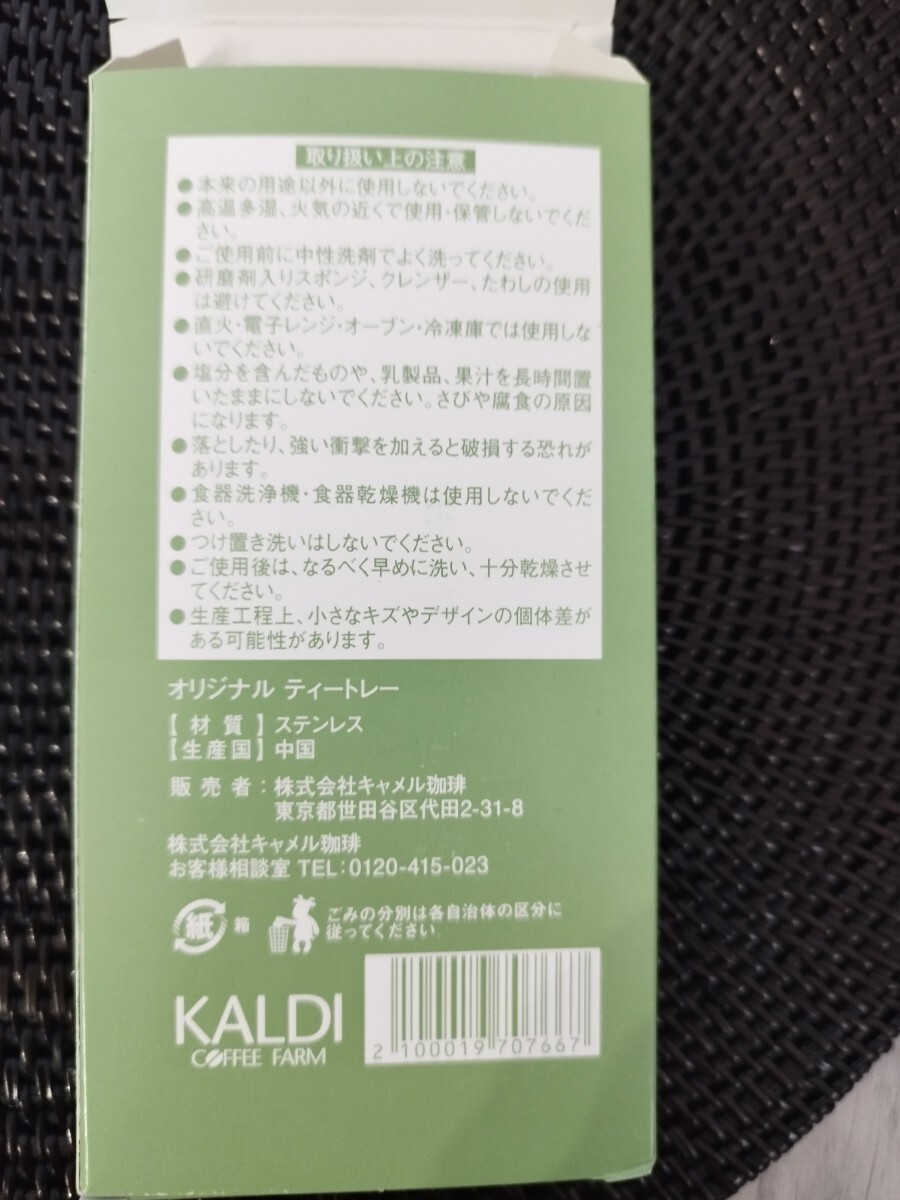 取り扱い上の注意
●本来の用途以外に使用しないでください。
●高温多湿、火気の近くで使用・保管しないでくだ
さい。
●ご使用前に中性洗剤でよく洗ってください。
●研磨剤入りスポンジ、クレンザー、たわしの使用
は避けてください。
●直火・電子レンジ・オーブン・冷凍庫では使用しな
いでください。
●塩分を含んだものや、乳製品、果汁を長時間置
いたままにしないでください。さびや腐食の原因
になります。
●落としたり、強い衝撃を加えると破損する恐れが
あります。
●食器洗浄機・食器乾燥機は使用しないでくだ
さい。
●つけ置き洗いはしないでください。
●ご使用後は、なるべく早めに洗い、十分乾燥させ
てください。
●生産工程上、小さなキズやデザインの個体差が
ある可能性があります。
オリジナル ティートレー
【材質】ステンレス
【生産国】中国
販売者：株式会社キャメル珈琲
東京都世田谷区代田2-31-8
株式会社キャメル珈琲
お客様相談室 TEL:0120-415-023
紙 箱
ごみの分別は各自治体の区分に
従ってください
KALDI
COFFEE FARM
2 100019 707667